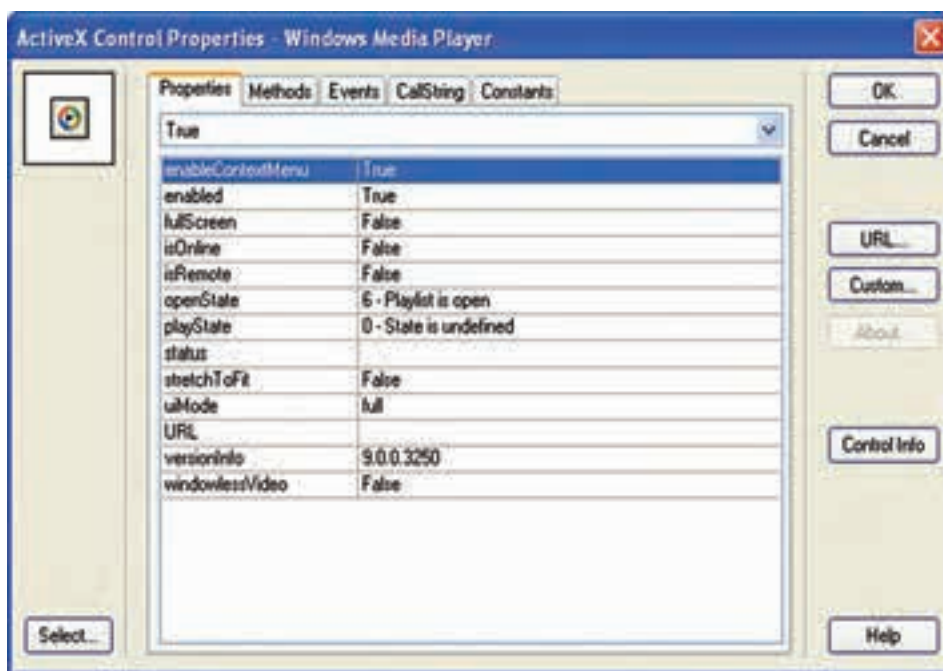 ActiveX Control Properties - Windows Media Player
Properties Methods Events CallString Constants
True
enableContextMenu True
enabled True
fullScreen False
isOnline False
isRemote False
openState 6 - Playlist is open
playState 0 - State is undefined
status
stretchToFit False
uiMode full
URL
versionInfo 9.0.0.3250
windowlessVideo False
OK
Cancel
URL...
Custom...
About...
Control Info
Select...
Help